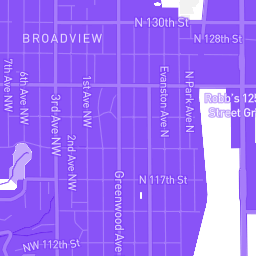 N 130th St
N 128th St
BROADVIEW
7th Ave NW
6th Ave NW
3rd Ave NW
2nd Ave NW
1st Ave NW
Greenwood Ave
Evanston Ave N
N Park Ave N
Robb's 125
Street Gr
N 117th St
NW 112th St